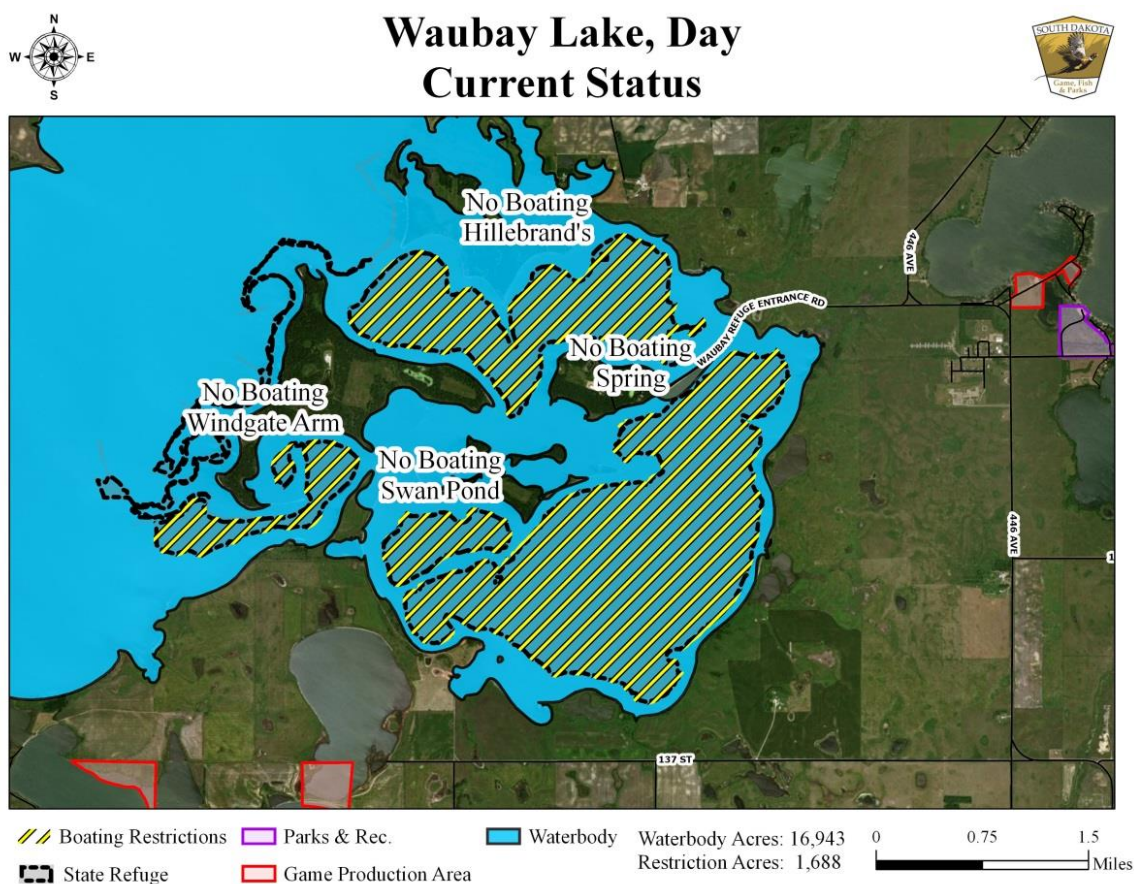 Waubay Lake, Day
Current Status
N
W
E
S
SOUTH DAKOTA
Game, Fish
& Parks
No Boating
Hillebrand's
446 AVE
WAUBAY REFUGE ENTRANCE RD
No Boating
Spring
No Boating
Windgate Arm
No Boating
Swan Pond
446 AVE
1
137 ST
Boating Restrictions
Parks & Rec.
Waterbody
State Refuge
Game Production Area
Waterbody Acres: 16,943
Restriction Acres: 1,688
0 0.75 1.5
Miles